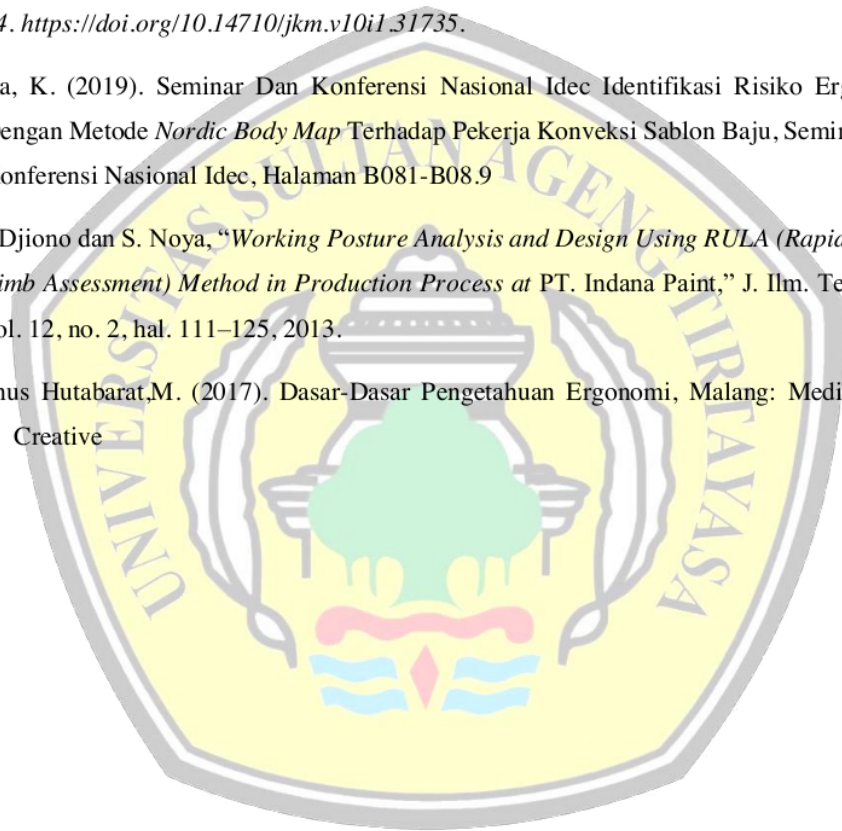 4. https://doi.org/10.14710/jkm.v10i1.31735.
a, K. (2019). Seminar Dan Konferensi Nasional Idec Identifikasi Risiko Erg
engan Metode Nordic Body Map Terhadap Pekerja Konveksi Sablon Baju, Semin
onferensi Nasional Idec, Halaman B081-B08.9
Djiono dan S. Noya, “Working Posture Analysis and Design Using RULA (Rapid
imb Assessment) Method in Production Process at PT. Indana Paint,” J. Ilm. Te
ol. 12, no. 2, hal. 111–125, 2013.
nus Hutabarat,M. (2017). Dasar-Dasar Pengetahuan Ergonomi, Malang: Medi
Creative
UNIVERSITAS SULTAN AGENG TIRTAYASA